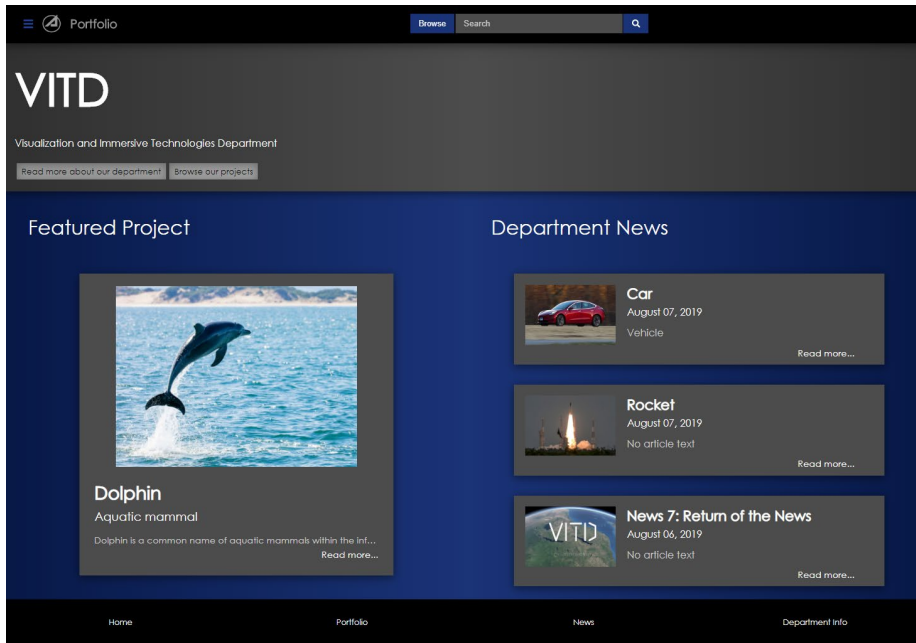 Portfolio
Browse
Search
VITD
Visualization and Immersive Technologies Department
Read more about our department
Browse our projects
Featured Project
Dolphin
Aquatic mammal
Dolphin is a common name of aquatic mammals within the inf...
Read more...
Department News
Car
August 07, 2019
Vehicle
Read more...
Rocket
August 07, 2019
No article text
Read more...
VITD
News 7: Return of the News
August 06, 2019
No article text
Read more...
Home
Portfolio
News
Department Info